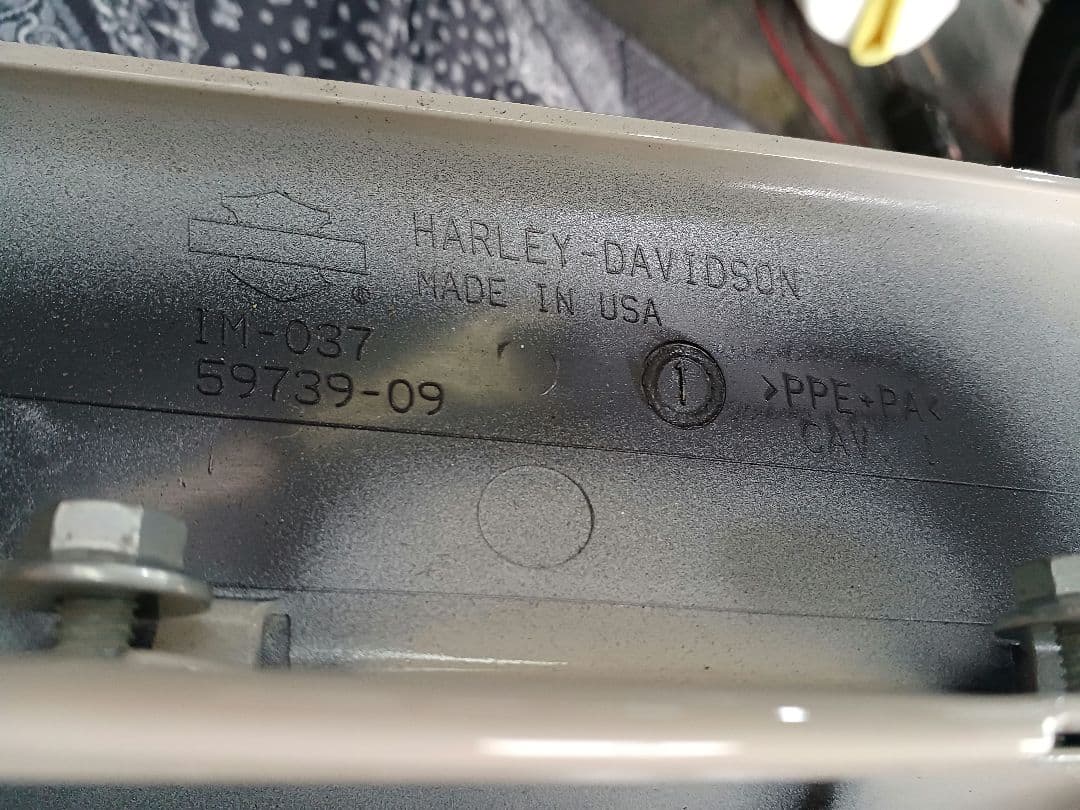 HARLEY-DAVIDSON
®
MADE IN USA
IM-037
59739-09
1
>PPE+PA<
CAV